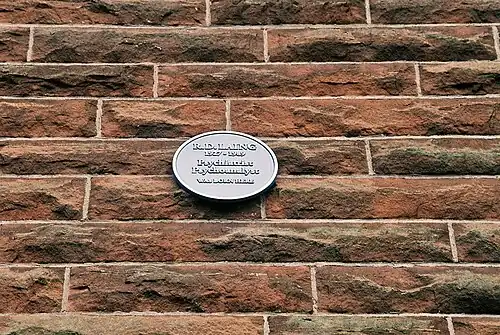 R.D. LAING
1927 - 1989
Psychiatrist
Psychoanalyst
WAS BORN HERE